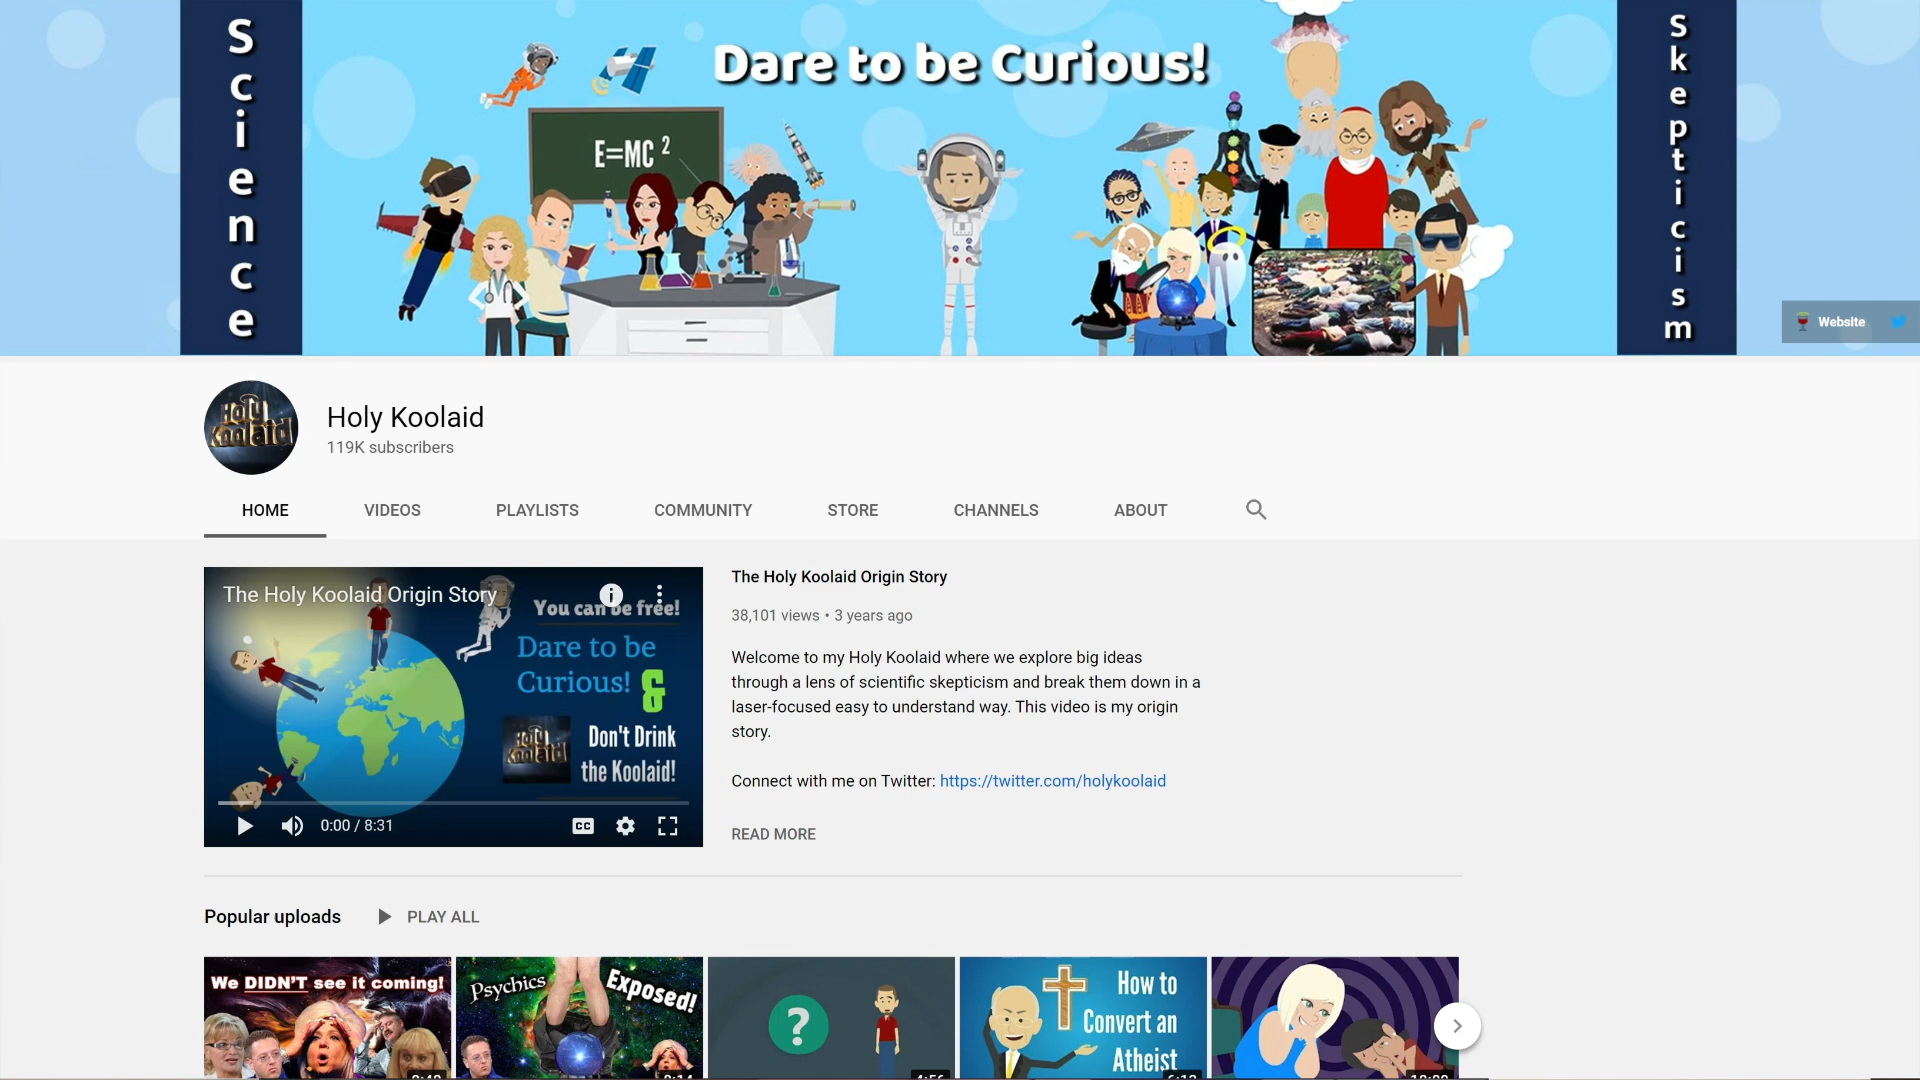 Science
Dare to be Curious!
E=MC 2
Skepticism
Website
Holy Koolaid
Holy Koolaid
119K subscribers
HOME
VIDEOS
PLAYLISTS
COMMUNITY
STORE
CHANNELS
ABOUT
The Holy Koolaid Origin Story
You can be free!
Dare to be
Curious! &
Holy Koolaid
Don't Drink
the Koolaid!
0:00 / 8:31
CC
The Holy Koolaid Origin Story
38,101 views • 3 years ago
Welcome to my Holy Koolaid where we explore big ideas
through a lens of scientific skepticism and break them down in a
laser-focused easy to understand way. This video is my origin
story.
Connect with me on Twitter: https://twitter.com/holykoolaid
READ MORE
Popular uploads
PLAY ALL
We DIDN'T see it coming!
Psychics Exposed!
?
How to
Convert an
Atheist